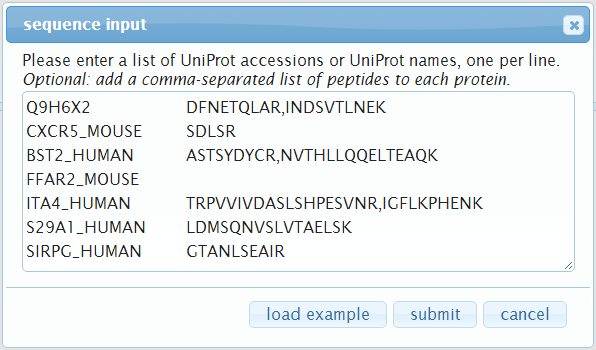 sequence input
Please enter a list of UniProt accessions or UniProt names, one per line.
Optional: add a comma-separated list of peptides to each protein.
Q9H6X2 DFNETQLAR,INDSVTLNEK
CXCR5_MOUSE SDLSR
BST2_HUMAN ASTSYDYCR,NVTHLLQQELTEAQK
FFAR2_MOUSE
ITA4_HUMAN TRPVVIVDASLSHPESVNR,IGFLKPHENK
S29A1_HUMAN LDMSQNVSLVTAELSK
SIRPG_HUMAN GTANLSEAIR
load example submit cancel